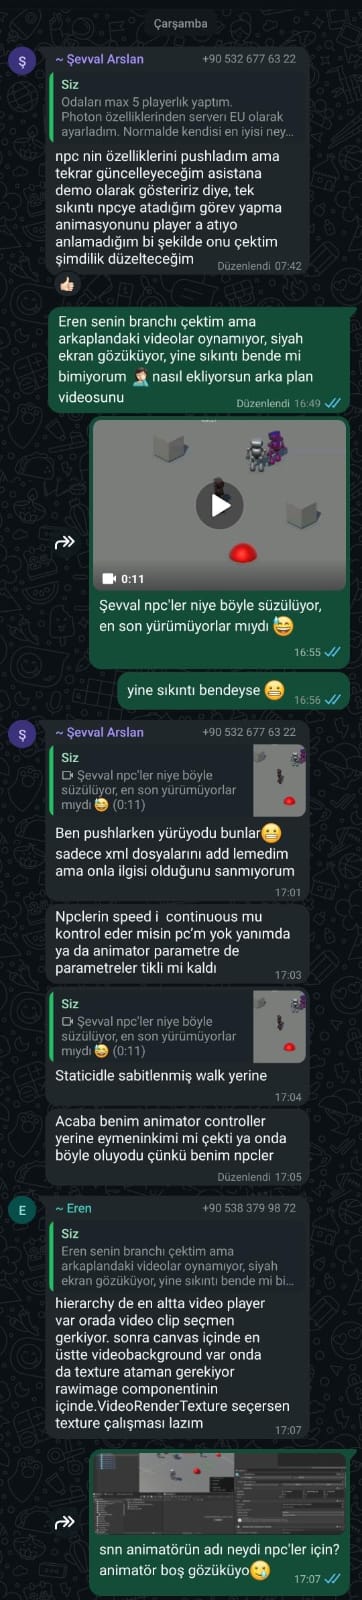 Çarşamba
Ş
~ Şevval Arslan +90 532 677 63 22
Siz
Odaları max 5 playerlık yaptım.
Photon özelliklerinden serverı EU olarak
ayarladım. Normalde kendisi en iyisi ney...
npc nin özelliklerini pushladım ama
tekrar güncelleyeceğim asistana
demo olarak gösteririz diye, tek
sıkıntı npcye atadığım görev yapma
animasyonunu player a atıyo
anlamadığım bi şekilde onu çektim
şimdilik düzelteceğim
Düzenlendi 07:42
👍🏻
Eren senin branchı çektim ama
arkaplandaki videolar oynamıyor, siyah
ekran gözüküyor, yine sıkıntı bende mi
bimiyorum 🤦🏻‍♀️ nasıl ekliyorsun arka plan
videosunu
Düzenlendi 16:49
0:11
Şevval npc'ler niye böyle süzülüyor,
en son yürümüyorlar mıydı 😅
16:55
yine sıkıntı bendeyse 😬
16:56
Ş
~ Şevval Arslan +90 532 677 63 22
Siz
Şevval npc'ler niye böyle
süzülüyor, en son yürümüyorlar
mıydı 😅 (0:11)
Ben pushlarken yürüyodu bunlar😬
sadece xml dosyalarını add lemedim
ama onla ilgisi olduğunu sanmıyorum
17:01
Npclerin speed i continuous mu
kontrol eder misin pc'm yok yanımda
ya da animator parametre de
parametreler tikli mi kaldı
17:03
Siz
Şevval npc'ler niye böyle
süzülüyor, en son yürümüyorlar
mıydı 😅 (0:11)
Staticidle sabitlenmiş walk yerine
17:04
Acaba benim animator controller
yerine eymeninkimi mi çekti ya onda
böyle oluyodu çünkü benim npcler
Düzenlendi 17:05
E
~ Eren +90 538 379 98 72
Siz
Eren senin branchı çektim ama
arkaplandaki videolar oynamıyor, siyah
ekran gözüküyor, yine sıkıntı bende mi bi...
hierarchy de en altta video player
var orada video clip seçmen
gerkiyor. sonra canvas içinde en
üstte videobackground var onda
da texture ataman gerekiyor
rawimage componentinin
içinde.VideoRenderTexture seçersen
texture çalışması lazım
17:07
snn animatörün adı neydi npc'ler için?
animatör boş gözüküyo🥲
17:07